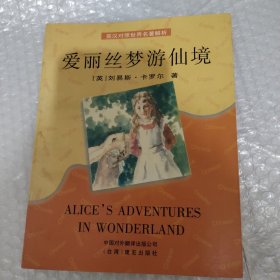 英汉对照世界名著解析
爱丽丝梦游仙境
[英]刘易斯·卡罗尔 著
ALICE'S ADVENTURES
IN WONDERLAND
中国对外翻译出版公司
(台湾)建石出版社